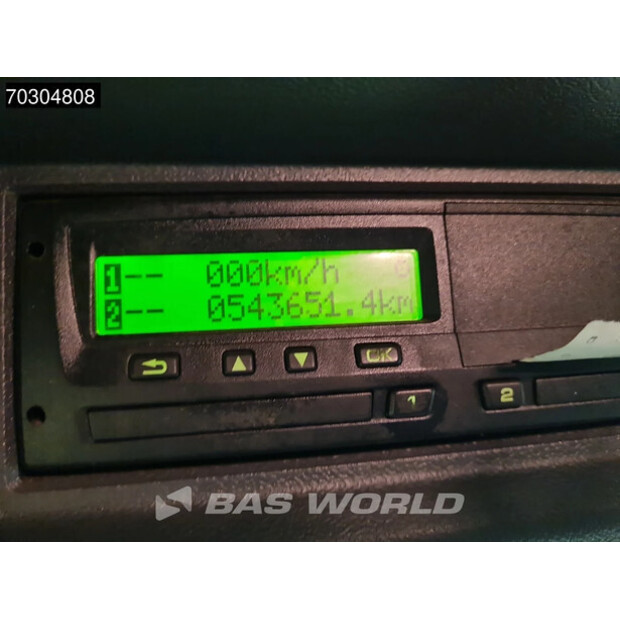 70304808
1-- 000km/h
2-- 0543651.4km
OK
1
2
BAS WORLD